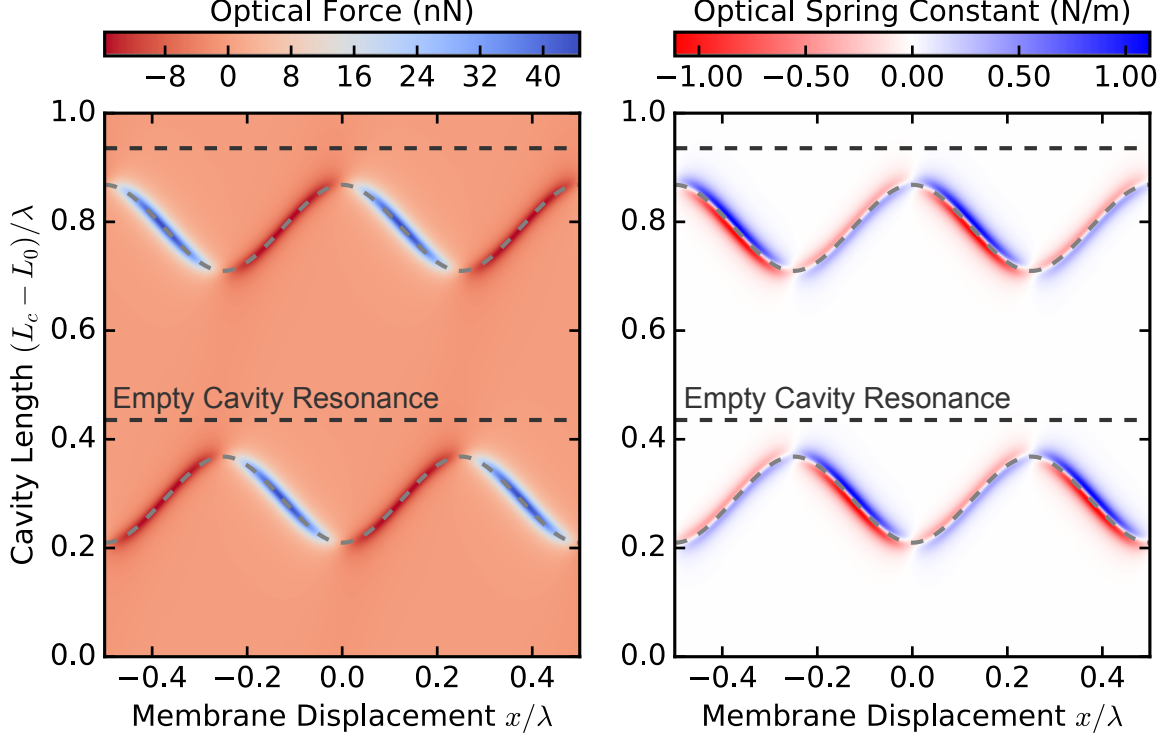 Optical Force (nN)
−8 0 8 16 24 32 40
Optical Spring Constant (N/m)
−1.00 −0.50 0.00 0.50 1.00
Cavity Length (L_c − L_0)/λ
1.0
0.8
0.6
0.4
0.2
0.0
Empty Cavity Resonance
−0.4 −0.2 0.0 0.2 0.4
Membrane Displacement x/λ
1.0
0.8
0.6
0.4
0.2
0.0
Empty Cavity Resonance
−0.4 −0.2 0.0 0.2 0.4
Membrane Displacement x/λ